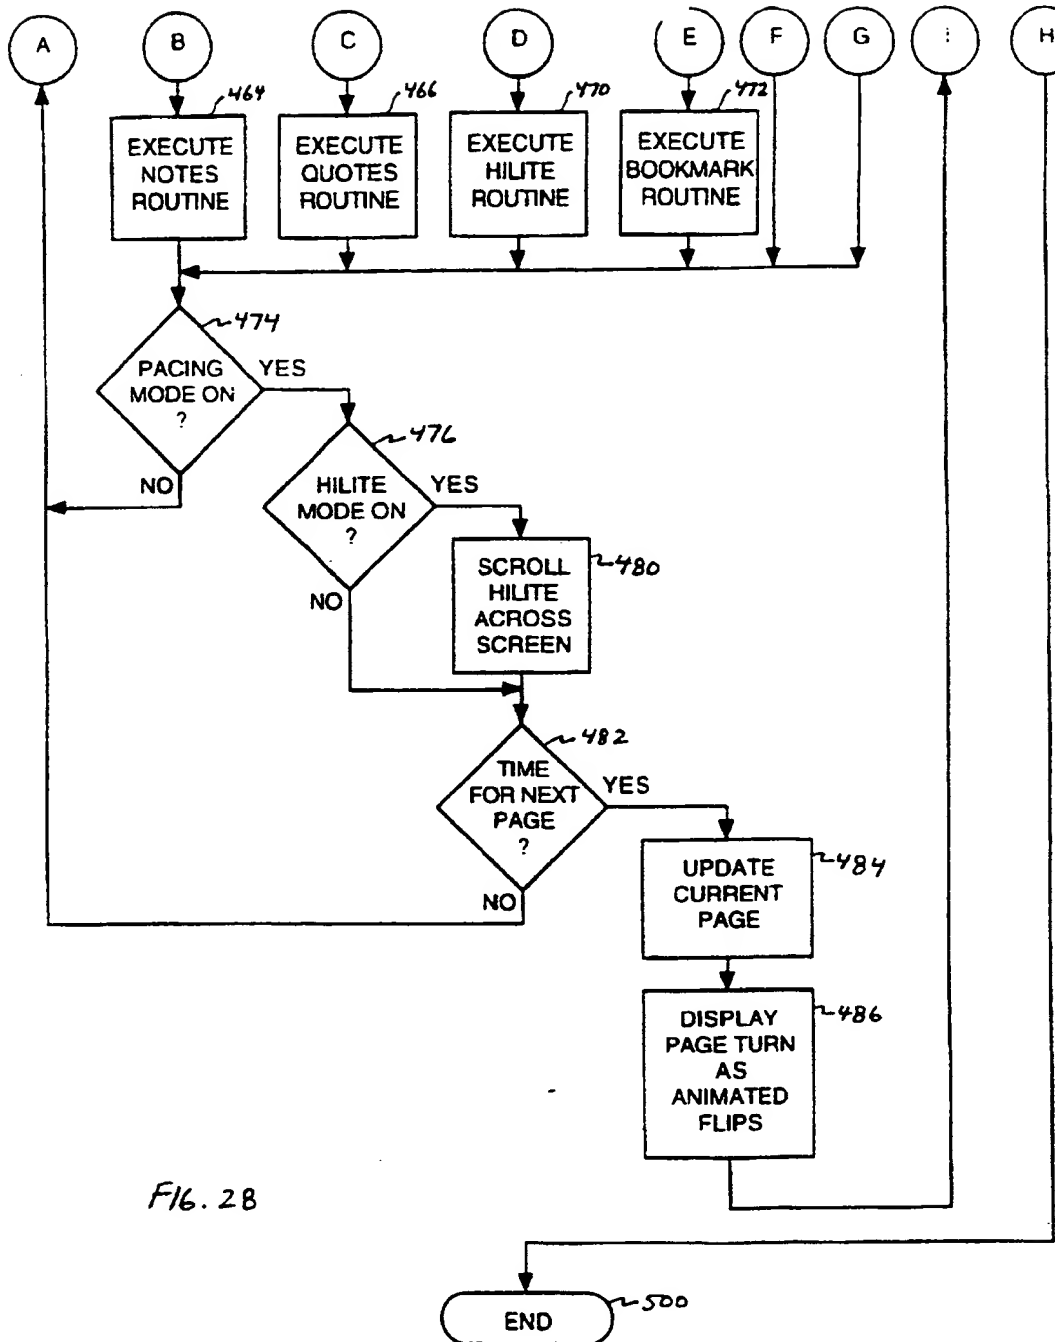 A
B
C
D
E
F
G
I
H
464
466
470
472
EXECUTE
NOTES
ROUTINE
EXECUTE
QUOTES
ROUTINE
EXECUTE
HILITE
ROUTINE
EXECUTE
BOOKMARK
ROUTINE
474
PACING
MODE ON
?
YES
NO
476
HILITE
MODE ON
?
YES
NO
480
SCROLL
HILITE
ACROSS
SCREEN
482
TIME
FOR NEXT
PAGE
?
YES
NO
484
UPDATE
CURRENT
PAGE
486
DISPLAY
PAGE TURN
AS
ANIMATED
FLIPS
FIG. 28
END
500